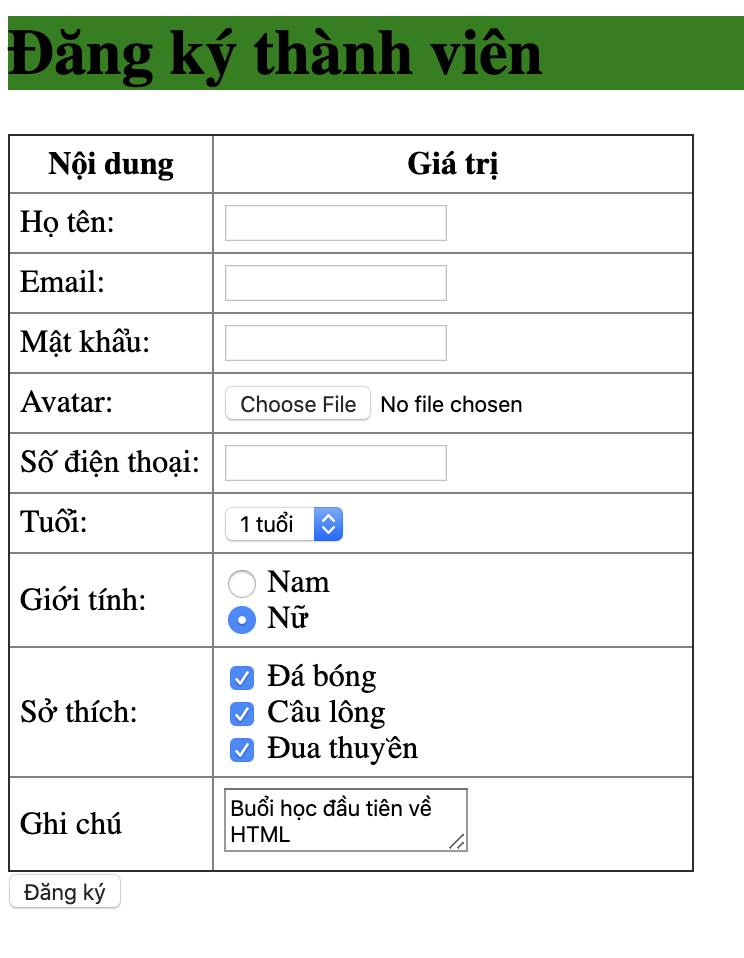 Đăng ký thành viên
Nội dung Giá trị
Họ tên:
Email:
Mật khẩu:
Avatar: Choose File No file chosen
Số điện thoại:
Tuổi: 1 tuổi
Giới tính:
Nam
Nữ
Sở thích:
Đá bóng
Cầu lông
Đua thuyền
Ghi chú
Buổi học đầu tiên về
HTML
Đăng ký